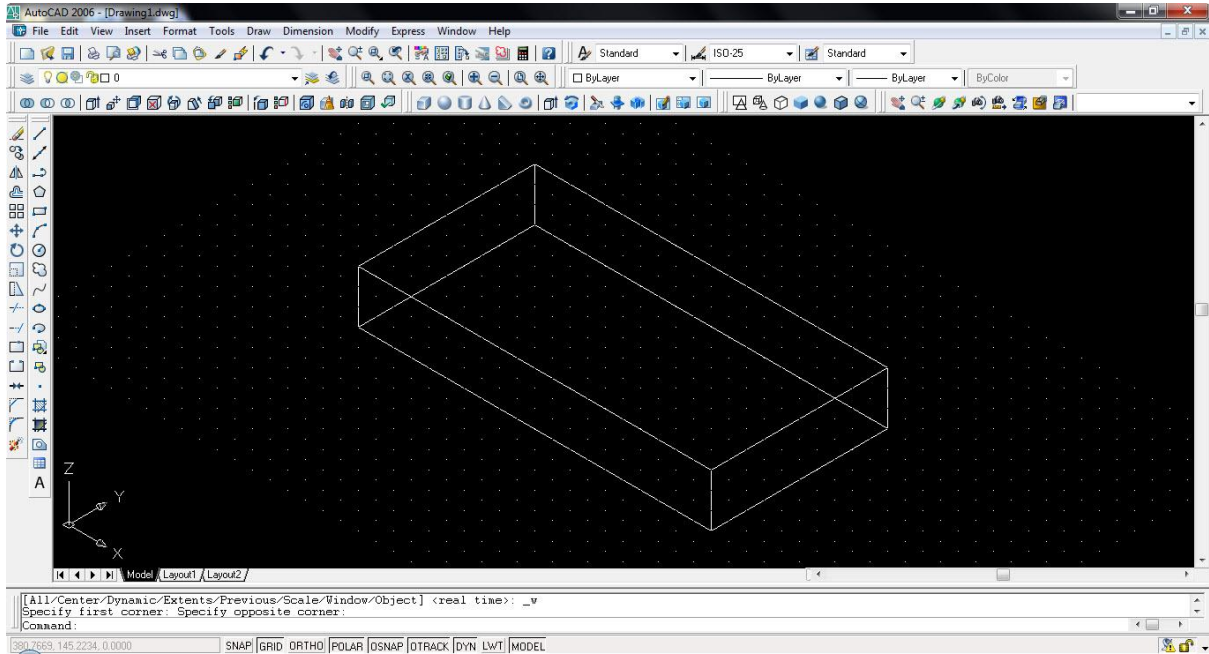 AutoCAD 2006 - [Drawing1.dwg]
File Edit View Insert Format Tools Draw Dimension Modify Express Window Help
Standard ISO-25 Standard
0 ByLayer ByLayer ByLayer ByColor
A
Z
Y
X
Model Layout1 Layout2
[All/Center/Dynamic/Extents/Previous/Scale/Window/Object] <real time>: _w
Specify first corner: Specify opposite corner:
Command:
380.7669, 145.2234, 0.0000 SNAP GRID ORTHO POLAR OSNAP OTRACK DYN LWT MODEL